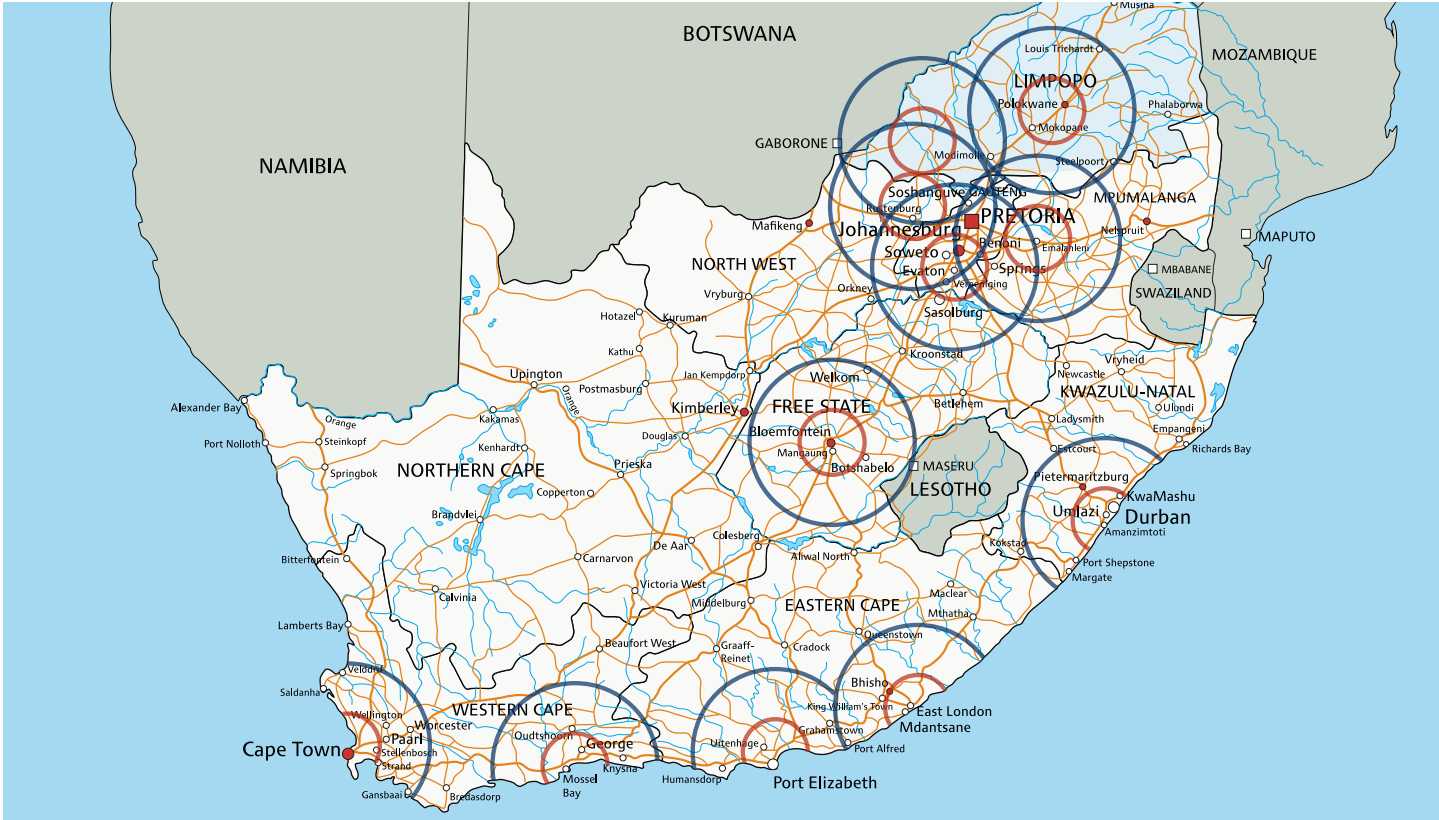 Musina
BOTSWANA
Louis Trichardt
MOZAMBIQUE
LIMPOPO
Polokwane
Phalaborwa
Mokopane
GABORONE
Modimolle
Steelpoort
NAMIBIA
Soshanguve
GAUTENG
MPUMALANGA
Rustenburg
PRETORIA
Mafikeng
Johannesburg
Nelspruit
MAPUTO
Benoni
Emalahleni
Soweto
NORTH WEST
Evaton
Springs
MBABANE
Vereeniging
Orkney
SWAZILAND
Vryburg
Sasolburg
Hotazel
Kuruman
Kathu
Kroonstad
Vryheid
Upington
Jan Kempdorp
Welkom
Newcastle
Postmasburg
KWAZULU-NATAL
Orange
Alexander Bay
Kimberley
FREE STATE
Betlehem
Ulundi
Kakamas
Orange
Ladysmith
Empangeni
Port Nolloth
Steinkopf
Douglas
Bloemfontein
Kenhardt
Mangaung
Estcourt
Richards Bay
Springbok
NORTHERN CAPE
Prieska
Botshabelo
MASERU
Pietermaritzburg
LESOTHO
Copperton
KwaMashu
Brandvlei
Umlazi
Durban
Amanzimtoti
Colesberg
De Aar
Kokstad
Bitterfontein
Carnarvon
Aliwal North
Port Shepstone
Margate
Victoria West
Calvinia
Maclear
Middelburg
EASTERN CAPE
Mthatha
Lamberts Bay
Queenstown
Beaufort West
Graaff-
Reinet
Cradock
Velddrif
Saldanha
Bhisho
WESTERN CAPE
King William's Town
East London
Wellington
Worcester
Mdantsane
Oudtshoorn
Grahamstown
Paarl
George
Uitenhage
Cape Town
Stellenbosch
Port Alfred
Strand
Knysna
Mossel
Bay
Humansdorp
Port Elizabeth
Gansbaai
Bredasdorp